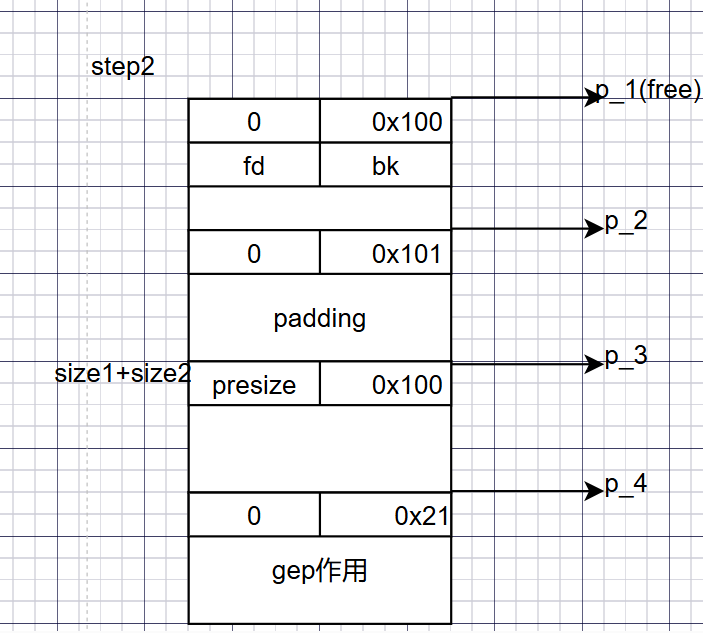 step2
p_1(free)
0 0x100
fd bk
p_2
0 0x101
padding
p_3
size1+size2 presize 0x100
p_4
0 0x21
gep作用